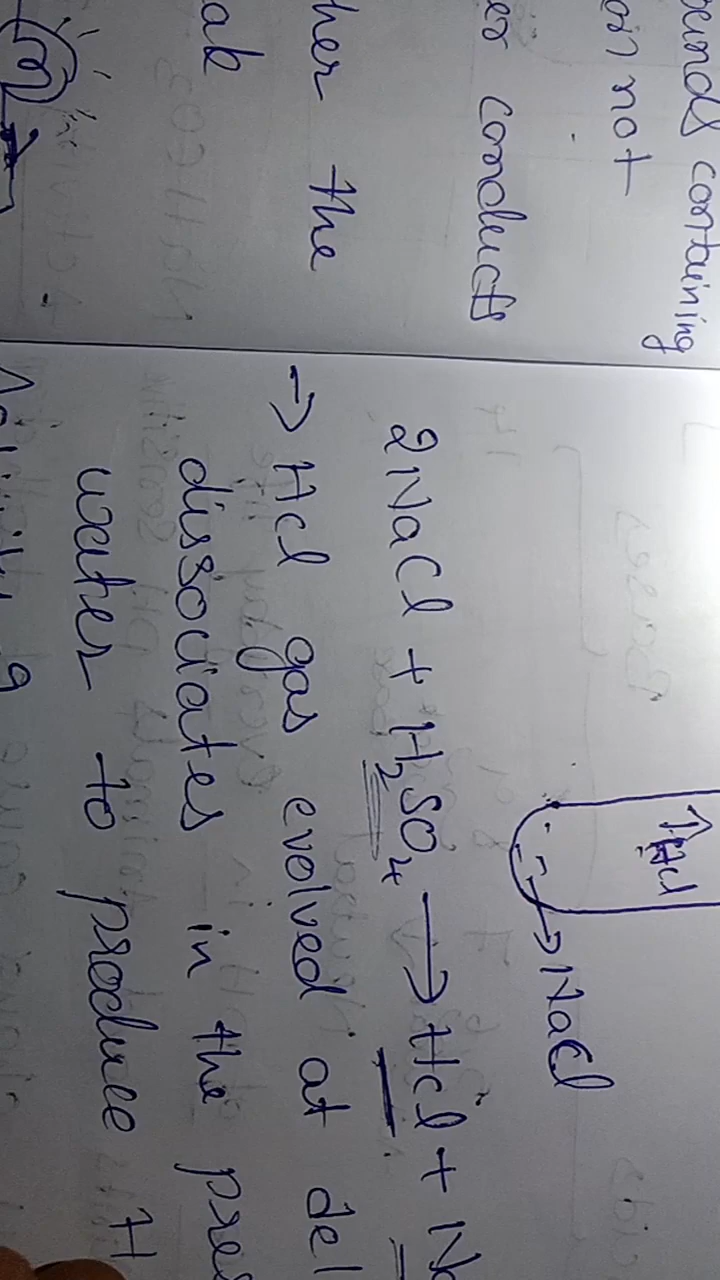 ounds containing
on not
er conducts
her the
ab
↑HCl
→NaCl
2NaCl + H₂SO₄ → HCl + Na
→ HCl gas evolved at del
dissociates in the pres
water to produce H